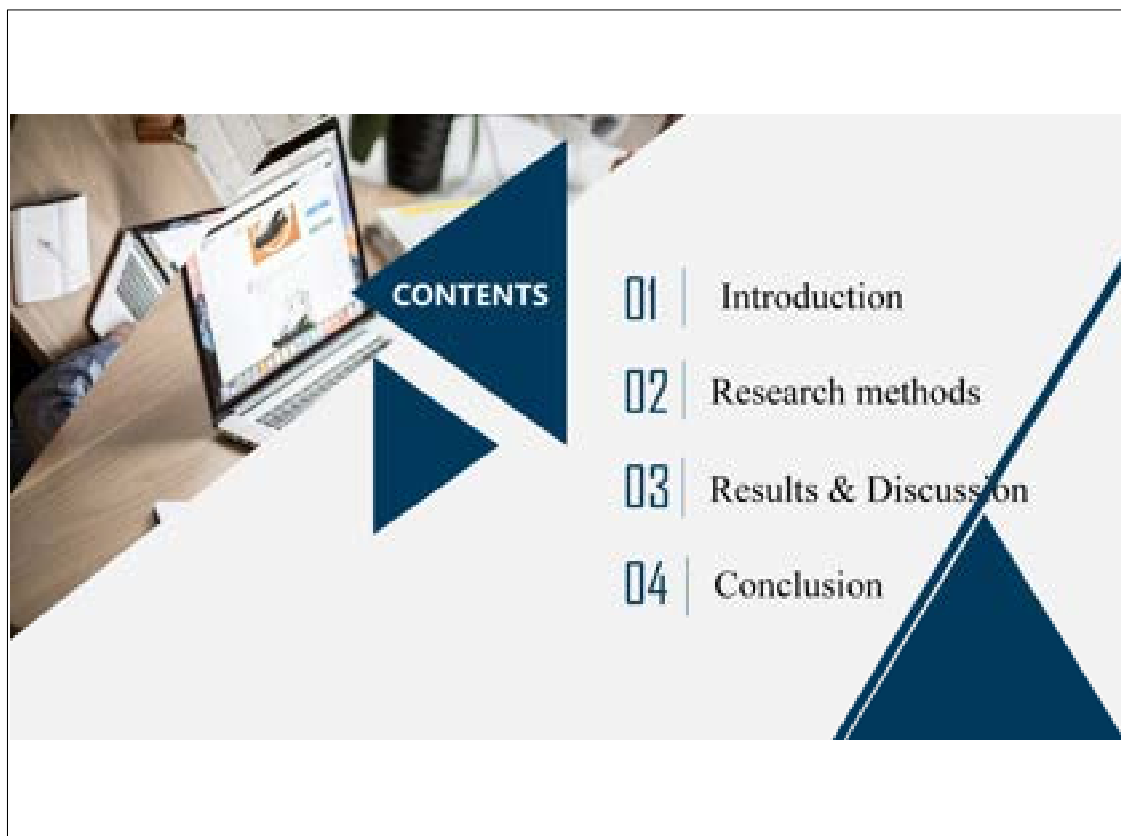 CONTENTS
01 Introduction
02 Research methods
03 Results & Discussion
04 Conclusion